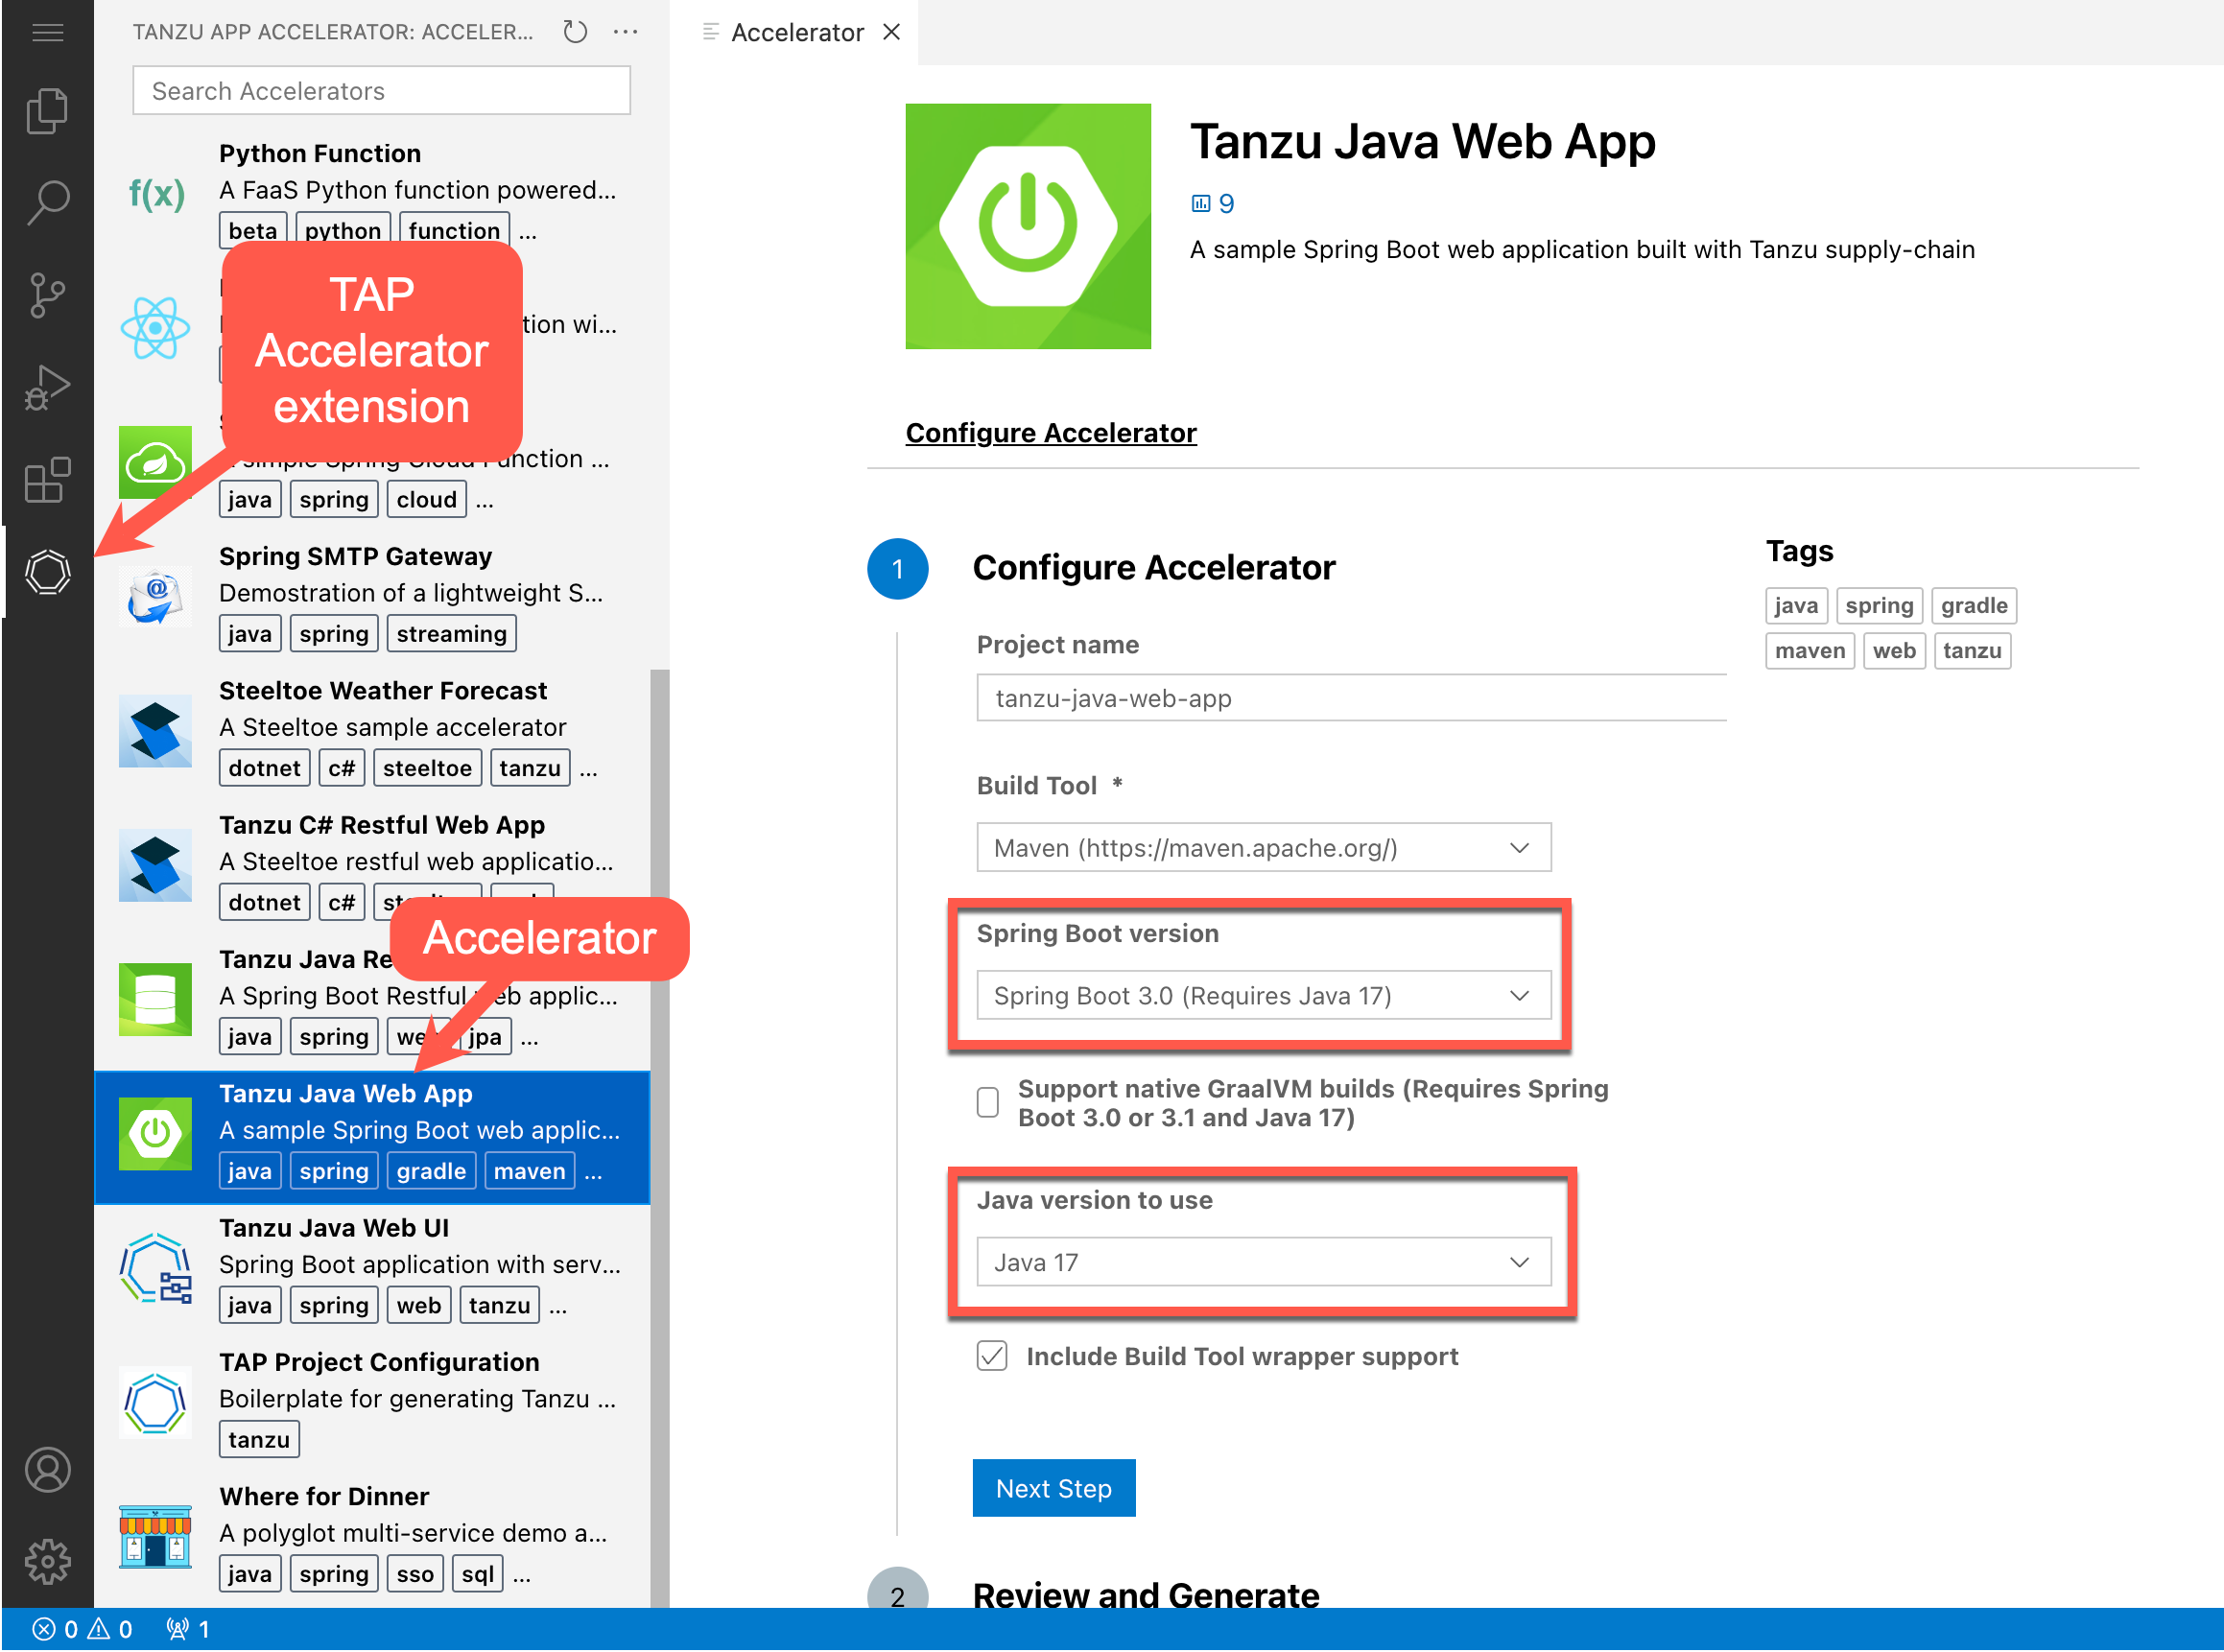 TANZU APP ACCELERATOR: ACCELER...
Search Accelerators
Python Function
f(x)
A FaaS Python function powered...
beta python function ...
TAP
Accelerator
extension
tion wi...
A simple Spring Cloud Function ...
java spring cloud ...
Spring SMTP Gateway
Demostration of a lightweight S...
java spring streaming
Steeltoe Weather Forecast
A Steeltoe sample accelerator
dotnet c# steeltoe tanzu ...
Tanzu C# Restful Web App
A Steeltoe restful web applicatio...
dotnet c#
Accelerator
Tanzu Java Re
A Spring Boot Restful web applic...
java spring web jpa ...
Tanzu Java Web App
A sample Spring Boot web applic...
java spring gradle maven ...
Tanzu Java Web UI
Spring Boot application with serv...
java spring web tanzu ...
TAP Project Configuration
Boilerplate for generating Tanzu ...
tanzu
Where for Dinner
A polyglot multi-service demo a...
java spring sso sql ...
Accelerator
Tanzu Java Web App
9
A sample Spring Boot web application built with Tanzu supply-chain
Configure Accelerator
1 Configure Accelerator
Project name
tanzu-java-web-app
Build Tool *
Maven (https://maven.apache.org/)
Spring Boot version
Spring Boot 3.0 (Requires Java 17)
Support native GraalVM builds (Requires Spring
Boot 3.0 or 3.1 and Java 17)
Java version to use
Java 17
Include Build Tool wrapper support
Next Step
2 Review and Generate
Tags
java spring gradle
maven web tanzu
0 0 1